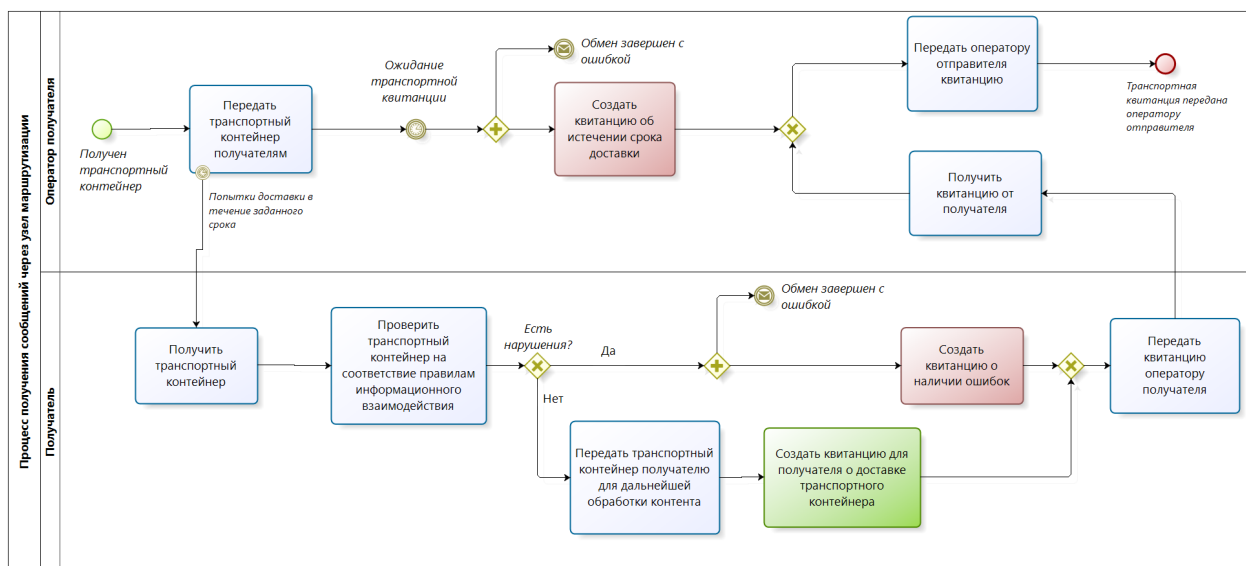 Процесс получения сообщений через узел маршрутизации
Оператор получателя
Получен
транспортный
контейнер
Передать
транспортный
контейнер
получателям
Попытки доставки в
течение заданного
срока
Ожидание
транспортной
квитанции
Обмен завершен с
ошибкой
Создать
квитанцию об
истечении срока
доставки
Передать оператору
отправителя
квитанцию
Транспортная
квитанция передана
оператору
отправителя
Получить
квитанцию от
получателя
Получатель
Получить
транспортный
контейнер
Проверить
транспортный
контейнер на
соответствие правилам
информационного
взаимодействия
Есть
нарушения?
Да
Нет
Обмен завершен с
ошибкой
Создать
квитанцию о
наличии ошибок
Передать
квитанцию
оператору
получателя
Передать транспортный
контейнер получателю
для дальнейшей
обработки контента
Создать квитанцию для
получателя о доставке
транспортного
контейнера